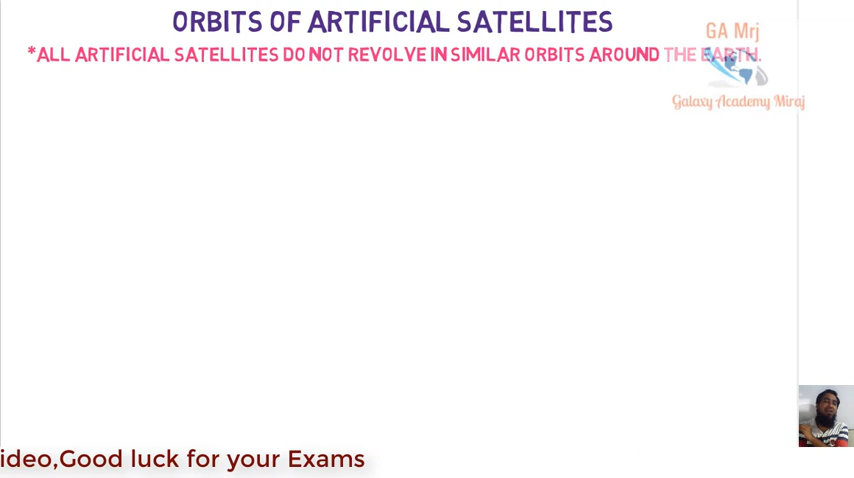 ORBITS OF ARTIFICIAL SATELLITES
GA Mrj
*ALL ARTIFICIAL SATELLITES DO NOT REVOLVE IN SIMILAR ORBITS AROUND THE EARTH.
Galaxy Academy Miraj
ideo,Good luck for your Exams